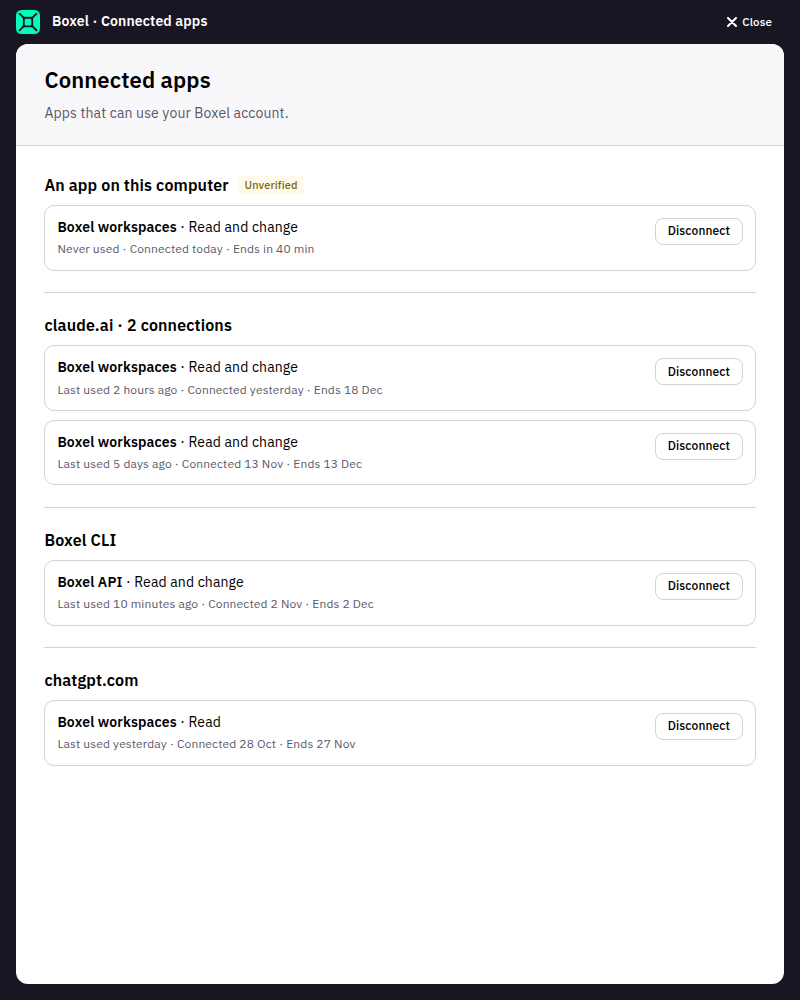 Boxel · Connected apps
Close
Connected apps
Apps that can use your Boxel account.
An app on this computer Unverified
Boxel workspaces · Read and change
Disconnect
Never used · Connected today · Ends in 40 min
claude.ai · 2 connections
Boxel workspaces · Read and change
Disconnect
Last used 2 hours ago · Connected yesterday · Ends 18 Dec
Boxel workspaces · Read and change
Disconnect
Last used 5 days ago · Connected 13 Nov · Ends 13 Dec
Boxel CLI
Boxel API · Read and change
Disconnect
Last used 10 minutes ago · Connected 2 Nov · Ends 2 Dec
chatgpt.com
Boxel workspaces · Read
Disconnect
Last used yesterday · Connected 28 Oct · Ends 27 Nov